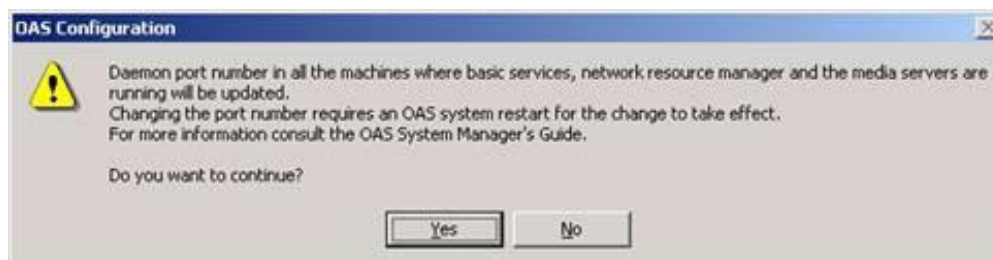 OAS Configuration
Daemon port number in all the machines where basic services, network resource manager and the media servers are
running will be updated.
Changing the port number requires an OAS system restart for the change to take effect.
For more information consult the OAS System Manager's Guide.
Do you want to continue?
Yes
No